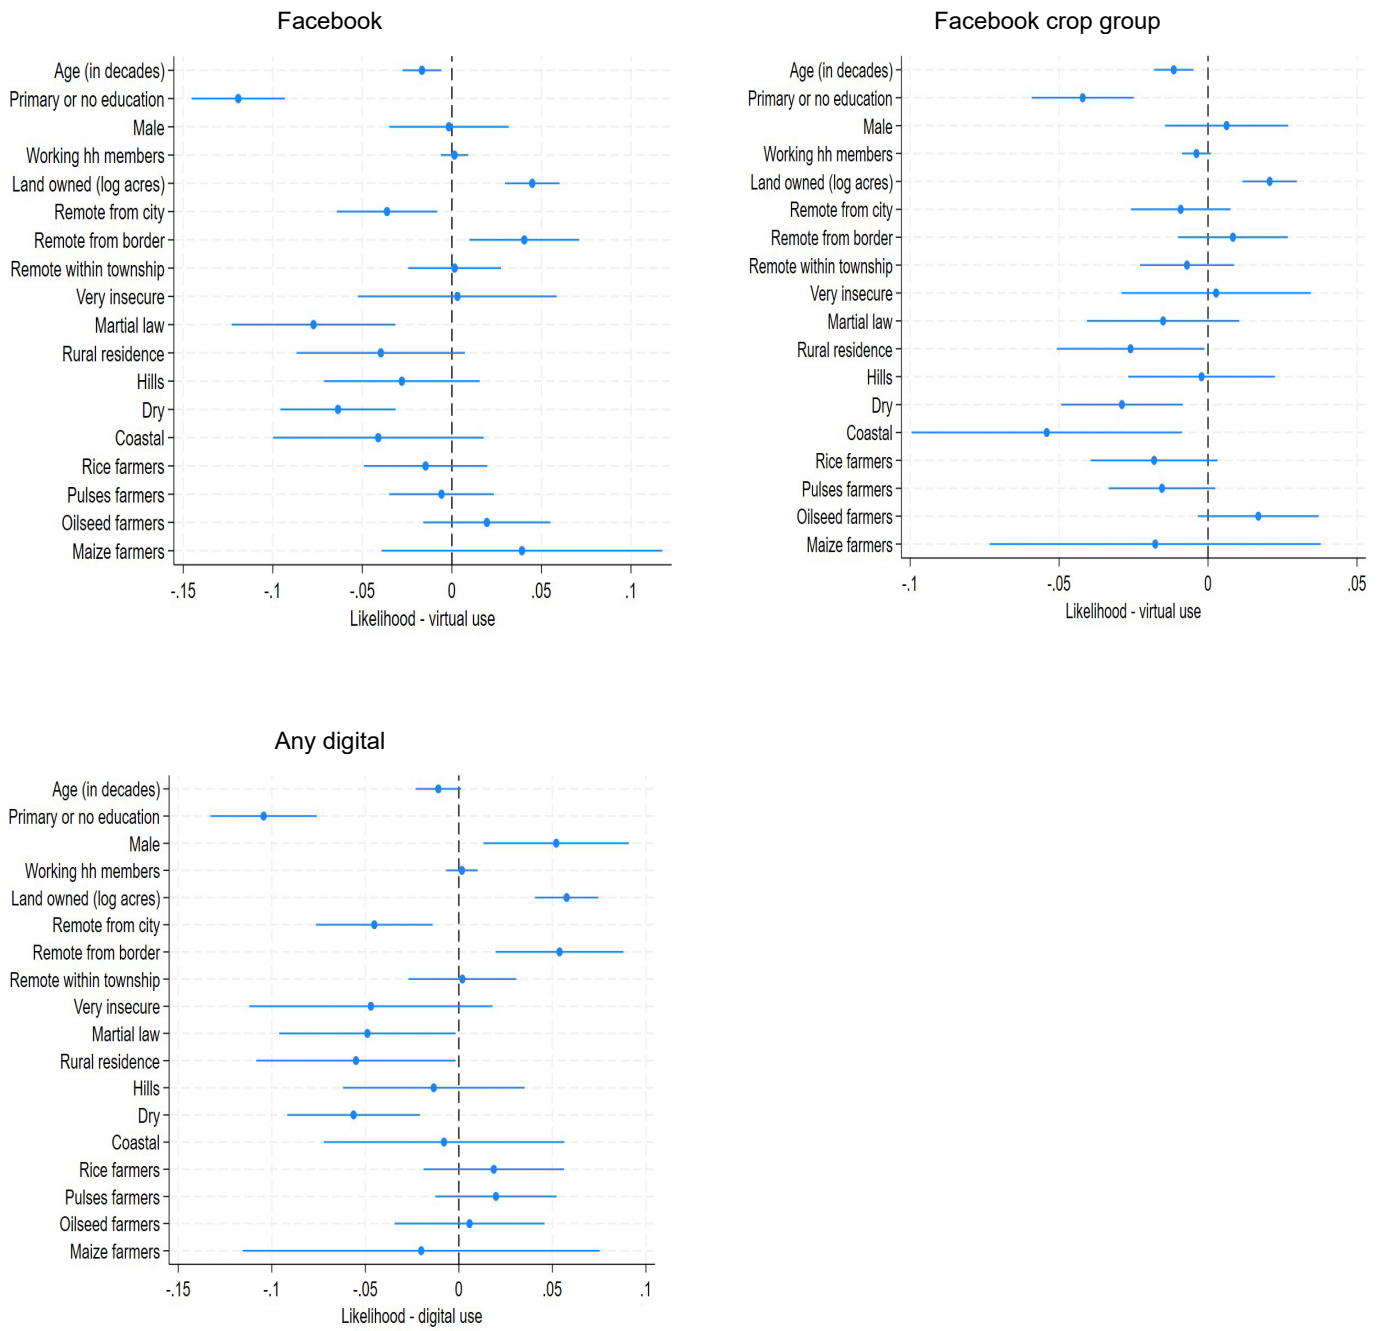 Facebook
Age (in decades)
Primary or no education
Male
Working hh members
Land owned (log acres)
Remote from city
Remote from border
Remote within township
Very insecure
Martial law
Rural residence
Hills
Dry
Coastal
Rice farmers
Pulses farmers
Oilseed farmers
Maize farmers
-.15 -.1 -.05 0 .05 .1
Likelihood - virtual use
Facebook crop group
Age (in decades)
Primary or no education
Male
Working hh members
Land owned (log acres)
Remote from city
Remote from border
Remote within township
Very insecure
Martial law
Rural residence
Hills
Dry
Coastal
Rice farmers
Pulses farmers
Oilseed farmers
Maize farmers
-.1 -.05 0 .05
Likelihood - virtual use
Any digital
Age (in decades)
Primary or no education
Male
Working hh members
Land owned (log acres)
Remote from city
Remote from border
Remote within township
Very insecure
Martial law
Rural residence
Hills
Dry
Coastal
Rice farmers
Pulses farmers
Oilseed farmers
Maize farmers
-.15 -.1 -.05 0 .05 .1
Likelihood - digital use